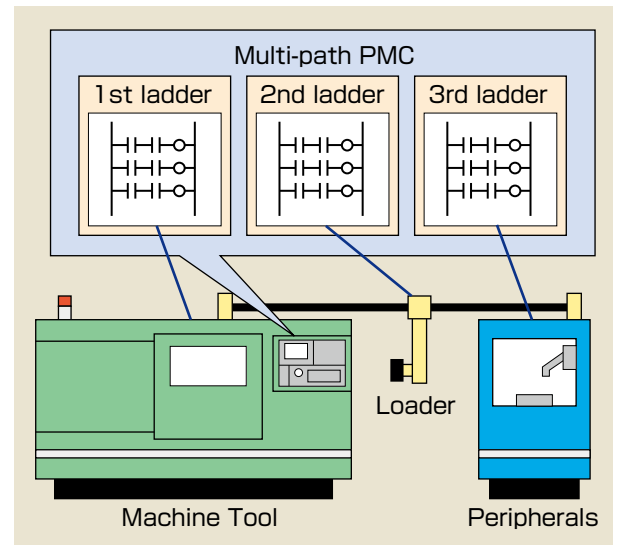 Multi-path PMC
1st ladder
2nd ladder
3rd ladder
Loader
Machine Tool
Peripherals